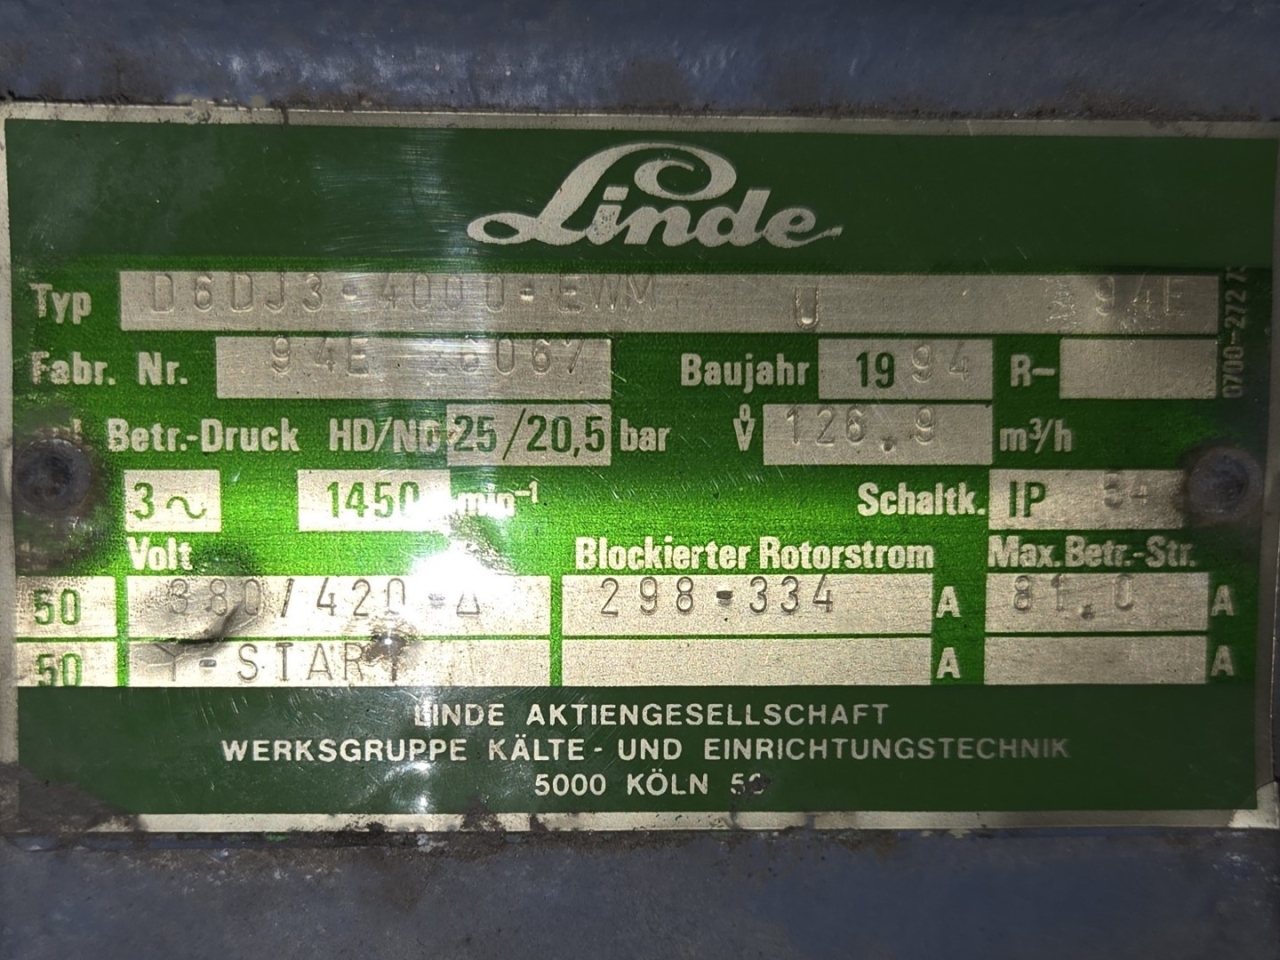 Linde
Typ D6DJ3-4000-EWM U 94E
Fabr. Nr. 94E 26067 Baujahr 1994 R-
Betr.-Druck HD/ND 25/20,5 bar V̊ 126.9 m³/h
3~ 1450 min⁻¹ Schaltk. IP 54
Volt Blockierter Rotorstrom Max.Betr.-Str.
50 380/420-Δ 298-334 A 81.0 A
50 Y-START A A
LINDE AKTIENGESELLSCHAFT
WERKSGRUPPE KÄLTE- UND EINRICHTUNGSTECHNIK
5000 KÖLN 50
0700-272